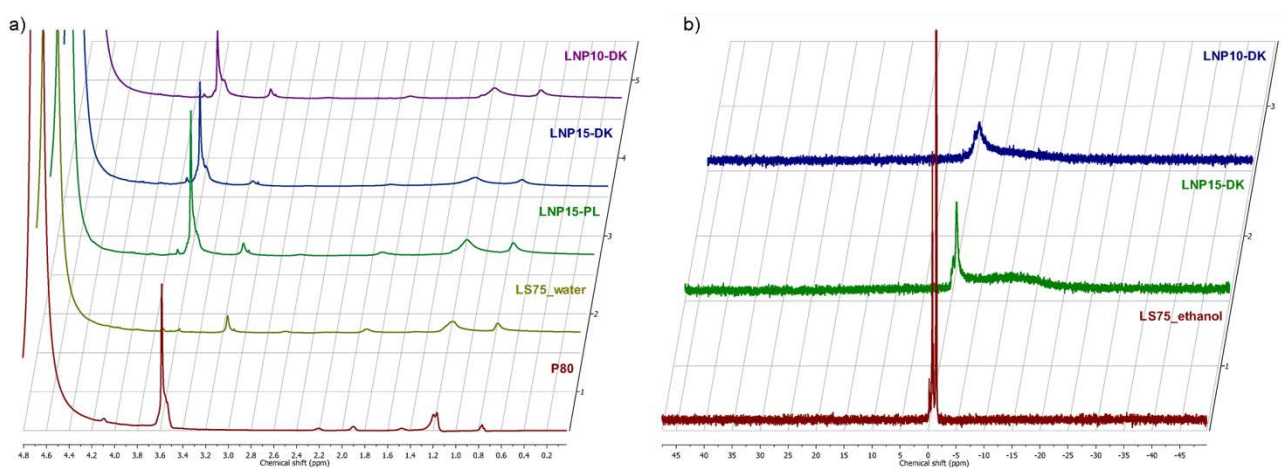 a)
LNP10-DK
5
LNP15-DK
4
LNP15-PL
3
LS75_water
2
P80
1
4.8 4.6 4.4 4.2 4.0 3.8 3.6 3.4 3.2 3.0 2.8 2.6 2.4 2.2 2.0 1.8 1.6 1.4 1.2 1.0 0.8 0.6 0.4 0.2
Chemical shift (ppm)
b)
LNP10-DK
3
LNP15-DK
2
LS75_ethanol
1
45 40 35 30 25 20 15 10 5 0 -5 -10 -15 -20 -25 -30 -35 -40 -45
Chemical shift (ppm)